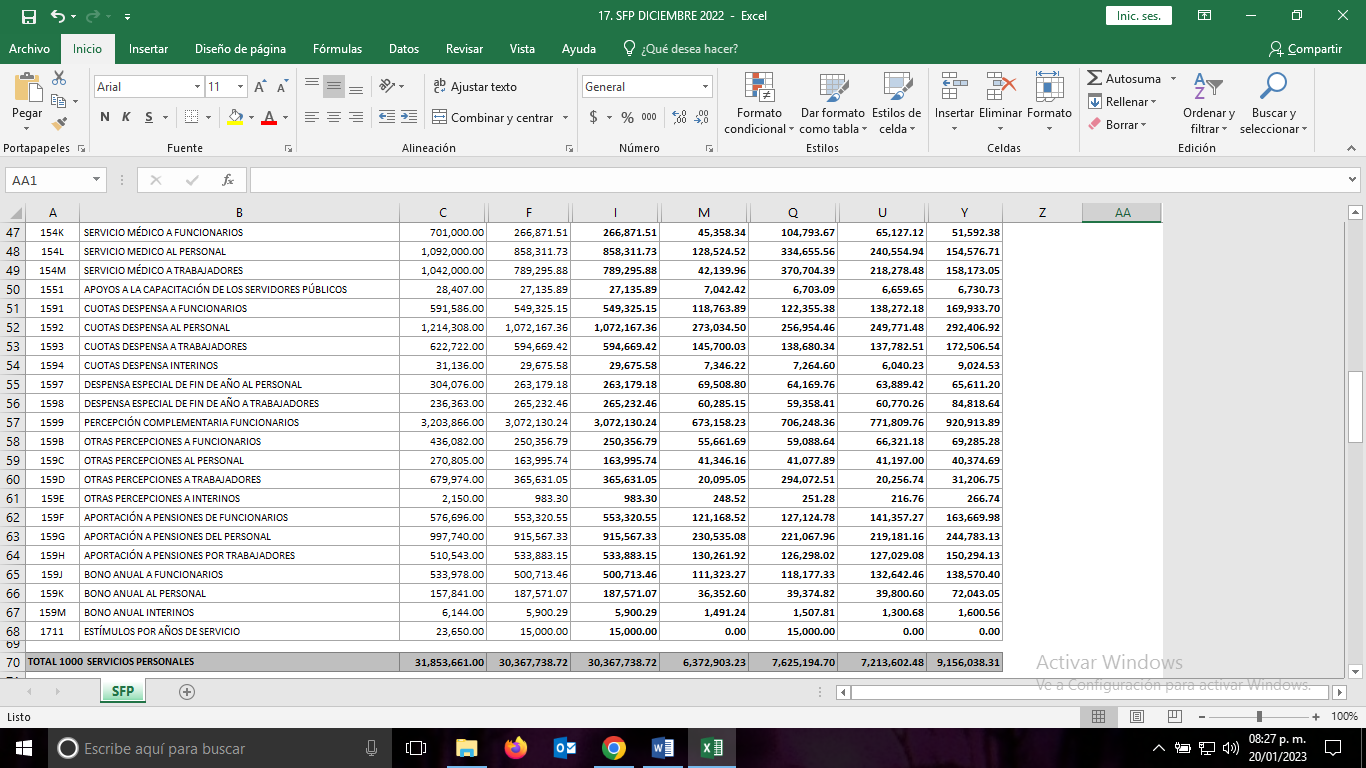 17. SFP DICIEMBRE 2022 - Excel
Inic. ses.
Archivo Inicio Insertar Diseño de página Fórmulas Datos Revisar Vista Ayuda ¿Qué desea hacer? Compartir
Pegar
Arial 11
N K S
Ajustar texto
Combinar y centrar
General
$ % 000
Formato condicional
Dar formato como tabla
Estilos de celda
Insertar Eliminar Formato
Autosuma
Rellenar
Borrar
Ordenar y filtrar
Buscar y seleccionar
Portapapeles Fuente Alineación Número Estilos Celdas Edición
AA1 fx
A B C F I M Q U Y Z AA
47 154K SERVICIO MÉDICO A FUNCIONARIOS 701,000.00 266,871.51 266,871.51 45,358.34 104,793.67 65,127.12 51,592.38
48 154L SERVICIO MEDICO AL PERSONAL 1,092,000.00 858,311.73 858,311.73 128,524.52 334,655.56 240,554.94 154,576.71
49 154M SERVICIO MÉDICO A TRABAJADORES 1,042,000.00 789,295.88 789,295.88 42,139.96 370,704.39 218,278.48 158,173.05
50 1551 APOYOS A LA CAPACITACIÓN DE LOS SERVIDORES PÚBLICOS 28,407.00 27,135.89 27,135.89 7,042.42 6,703.09 6,659.65 6,730.73
51 1591 CUOTAS DESPENSA A FUNCIONARIOS 591,586.00 549,325.15 549,325.15 118,763.89 122,355.38 138,272.18 169,933.70
52 1592 CUOTAS DESPENSA AL PERSONAL 1,214,308.00 1,072,167.36 1,072,167.36 273,034.50 256,954.46 249,771.48 292,406.92
53 1593 CUOTAS DESPENSA A TRABAJADORES 622,722.00 594,669.42 594,669.42 145,700.03 138,680.34 137,782.51 172,506.54
54 1594 CUOTAS DESPENSA INTERINOS 31,136.00 29,675.58 29,675.58 7,346.22 7,264.60 6,040.23 9,024.53
55 1597 DESPENSA ESPECIAL DE FIN DE AÑO AL PERSONAL 304,076.00 263,179.18 263,179.18 69,508.80 64,169.76 63,889.42 65,611.20
56 1598 DESPENSA ESPECIAL DE FIN DE AÑO A TRABAJADORES 236,363.00 265,232.46 265,232.46 60,285.15 59,358.41 60,770.26 84,818.64
57 1599 PERCEPCIÓN COMPLEMENTARIA FUNCIONARIOS 3,203,866.00 3,072,130.24 3,072,130.24 673,158.23 706,248.36 771,809.76 920,913.89
58 159B OTRAS PERCEPCIONES A FUNCIONARIOS 436,082.00 250,356.79 250,356.79 55,661.69 59,088.64 66,321.18 69,285.28
59 159C OTRAS PERCEPCIONES AL PERSONAL 270,805.00 163,995.74 163,995.74 41,346.16 41,077.89 41,197.00 40,374.69
60 159D OTRAS PERCEPCIONES A TRABAJADORES 679,974.00 365,631.05 365,631.05 20,095.05 294,072.51 20,256.74 31,206.75
61 159E OTRAS PERCEPCIONES A INTERINOS 2,150.00 983.30 983.30 248.52 251.28 216.76 266.74
62 159F APORTACIÓN A PENSIONES DE FUNCIONARIOS 576,696.00 553,320.55 553,320.55 121,168.52 127,124.78 141,357.27 163,669.98
63 159G APORTACIÓN A PENSIONES DEL PERSONAL 997,740.00 915,567.33 915,567.33 230,535.08 221,067.96 219,181.16 244,783.13
64 159H APORTACIÓN A PENSIONES POR TRABAJADORES 510,543.00 533,883.15 533,883.15 130,261.92 126,298.02 127,029.08 150,294.13
65 159J BONO ANUAL A FUNCIONARIOS 533,978.00 500,713.46 500,713.46 111,323.27 118,177.33 132,642.46 138,570.40
66 159K BONO ANUAL AL PERSONAL 157,841.00 187,571.07 187,571.07 36,352.60 39,374.82 39,800.60 72,043.05
67 159M BONO ANUAL INTERINOS 6,144.00 5,900.29 5,900.29 1,491.24 1,507.81 1,300.68 1,600.56
68 1711 ESTÍMULOS POR AÑOS DE SERVICIO 23,650.00 15,000.00 15,000.00 0.00 15,000.00 0.00 0.00
69
70 TOTAL 1000 SERVICIOS PERSONALES 31,853,661.00 30,367,738.72 30,367,738.72 6,372,903.23 7,625,194.70 7,213,602.48 9,156,038.31
Activar Windows
Ve a Configuración para activar Windows.
SFP
Listo 100%
Escribe aquí para buscar
08:27 p. m.
20/01/2023